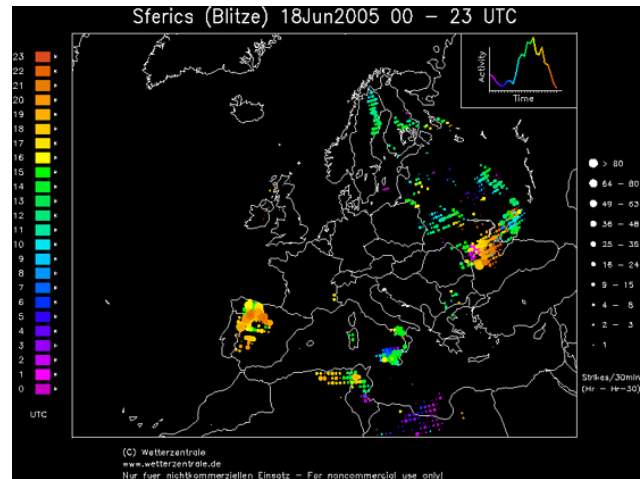 Sferics (Blitze) 18Jun2005 00 – 23 UTC
Activity
Time
23 *
22 *
21 *
20 *
19 *
18 *
17 *
16 *
15 *
14 *
13 *
12 *
11 *
10 *
9 *
8 *
7 *
6 *
5 *
4 *
3 *
2 *
1 *
0 *
UTC
> 80
64 – 80
49 – 63
36 – 48
25 – 35
16 – 24
9 – 15
4 – 8
2 – 3
1
Strikes/30min
(Hr – Hr-30)
(C) Wetterzentrale
www.wetterzentrale.de
Nur fuer nichtkommerziellen Einsatz – For noncommercial use only!